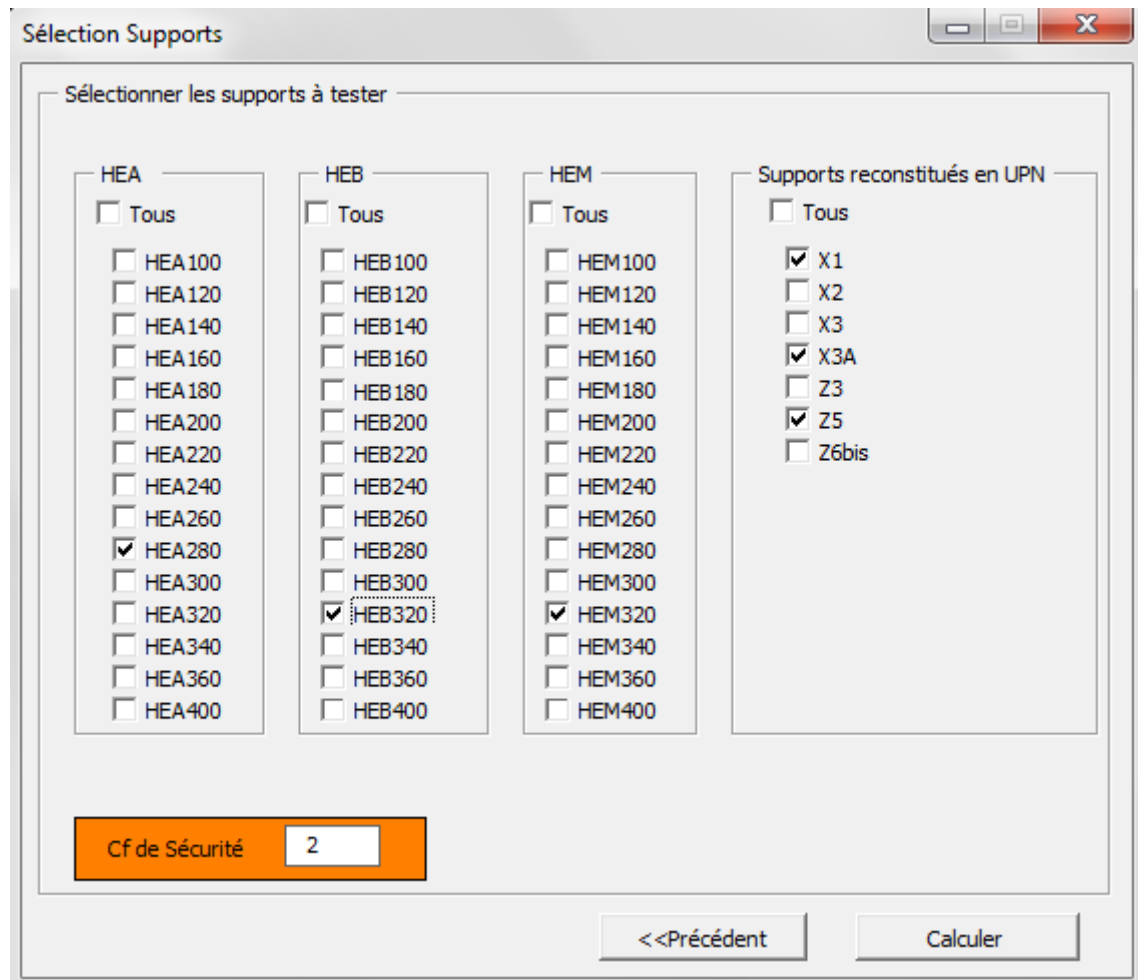 Sélection Supports
Sélectionner les supports à tester
HEA
Tous
HEA100
HEA120
HEA140
HEA160
HEA180
HEA200
HEA220
HEA240
HEA260
HEA280
HEA300
HEA320
HEA340
HEA360
HEA400
HEB
Tous
HEB100
HEB120
HEB140
HEB160
HEB180
HEB200
HEB220
HEB240
HEB260
HEB280
HEB300
HEB320
HEB340
HEB360
HEB400
HEM
Tous
HEM100
HEM120
HEM140
HEM160
HEM180
HEM200
HEM220
HEM240
HEM260
HEM280
HEM300
HEM320
HEM340
HEM360
HEM400
Supports reconstitués en UPN
Tous
X1
X2
X3
X3A
Z3
Z5
Z6bis
Cf de Sécurité 2
<<Précédent Calculer